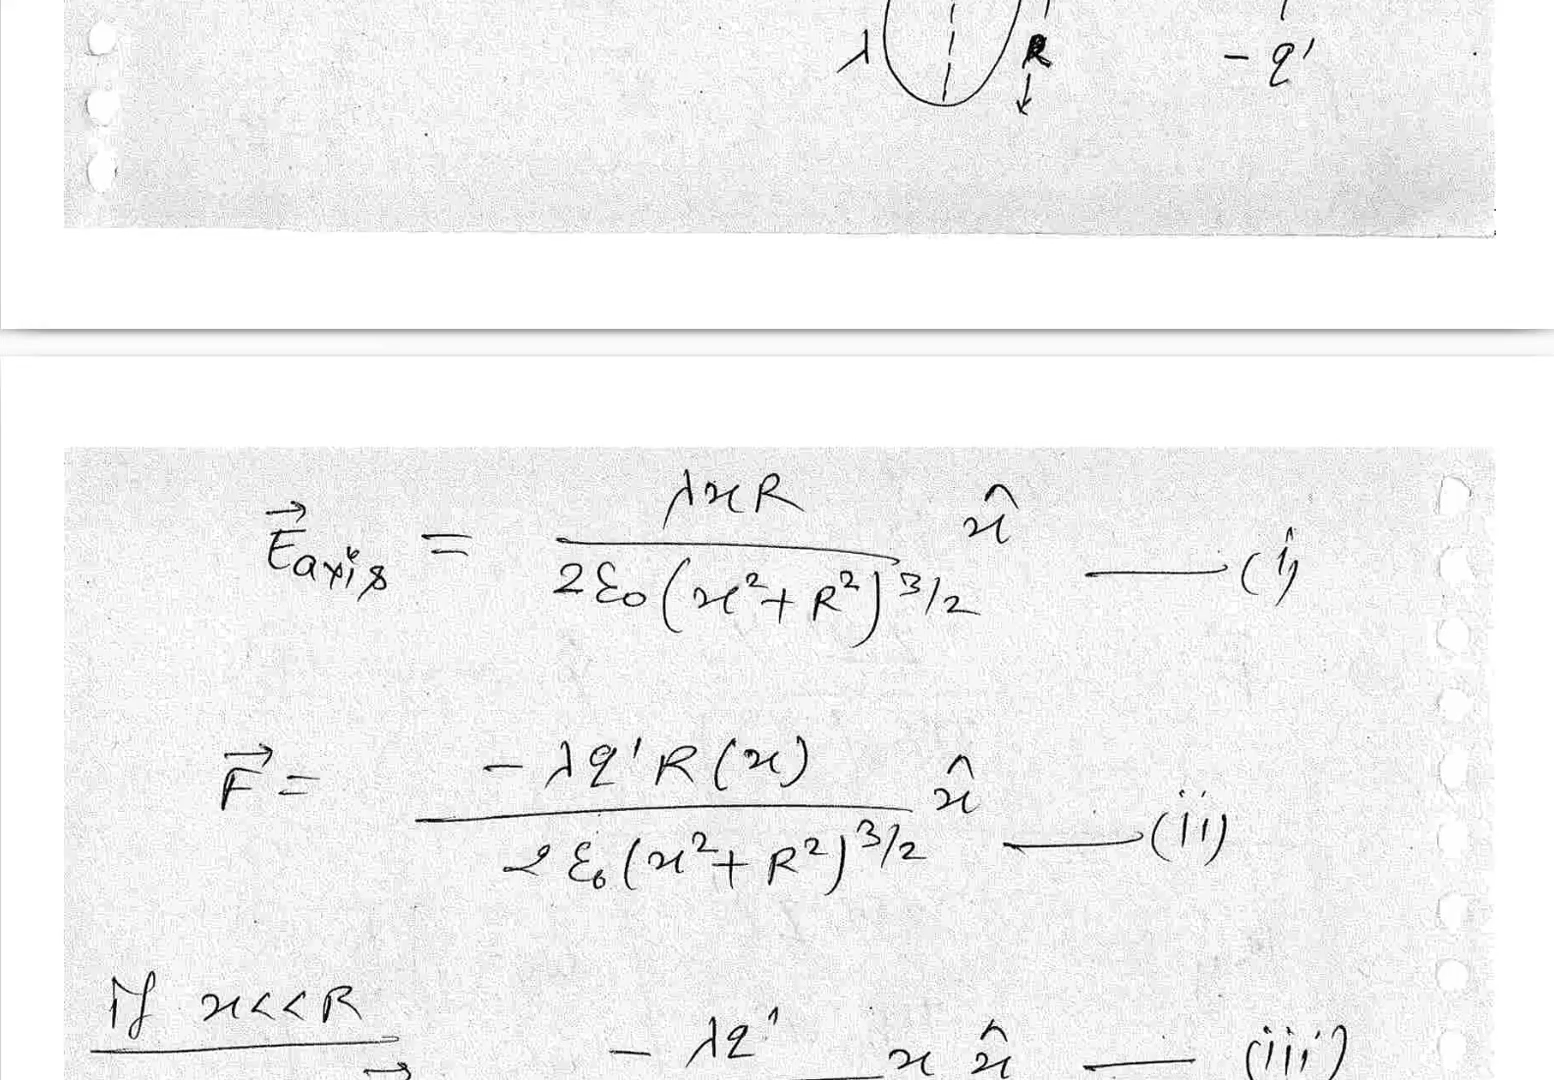 λ R - q'
E⃗axis = λxR / 2ε₀(x²+R²)^3/2 x̂ — (i)
F⃗ = - λq'R(x) / 2ε₀(x²+R²)^3/2 x̂ — (ii)
if x<<R
- λq' x x̂ — (iii)